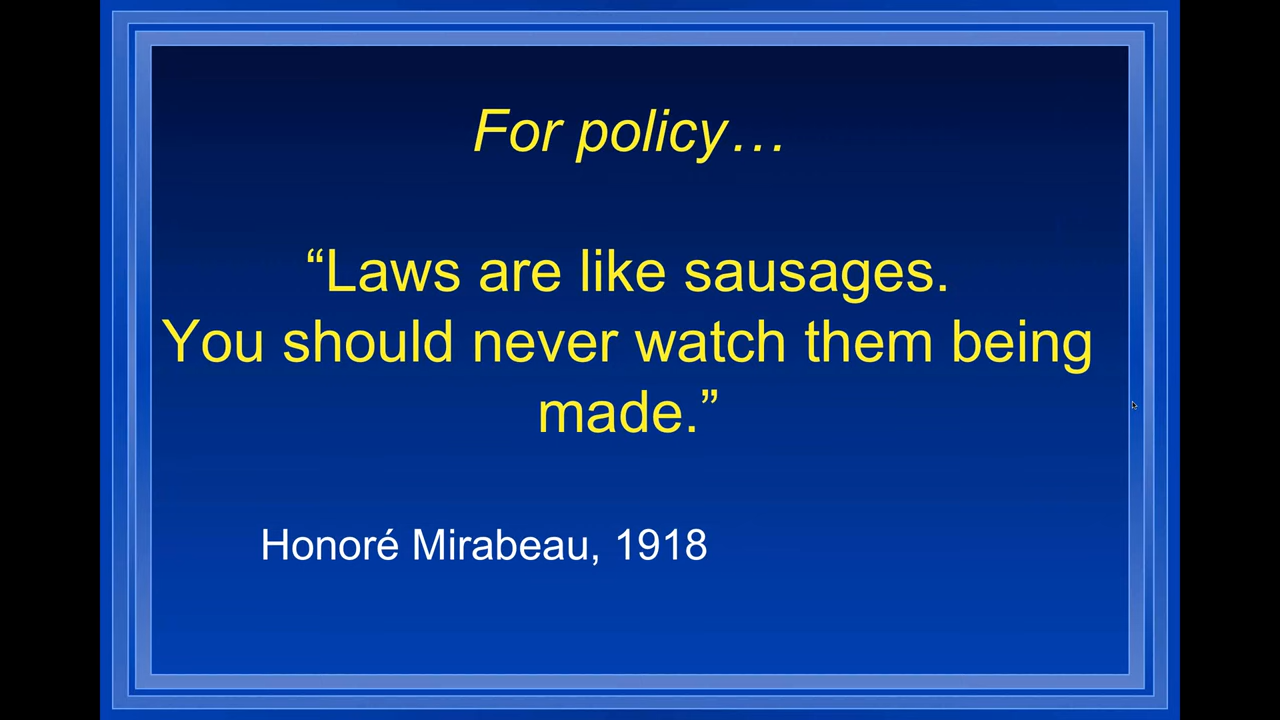 For policy…
“Laws are like sausages.
You should never watch them being
made.”
Honoré Mirabeau, 1918